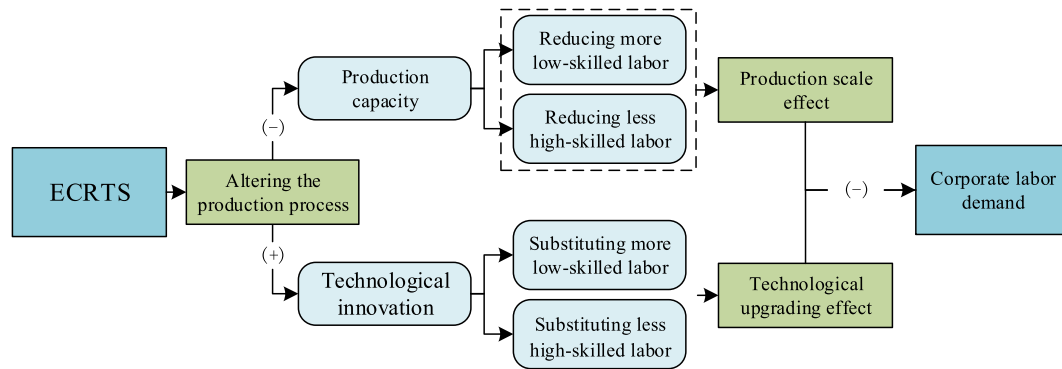 ECRTS
Altering the
production process
(−)
(+)
Production
capacity
Technological
innovation
Reducing more
low-skilled labor
Reducing less
high-skilled labor
Substituting more
low-skilled labor
Substituting less
high-skilled labor
Production scale
effect
Technological
upgrading effect
(−)
Corporate labor
demand